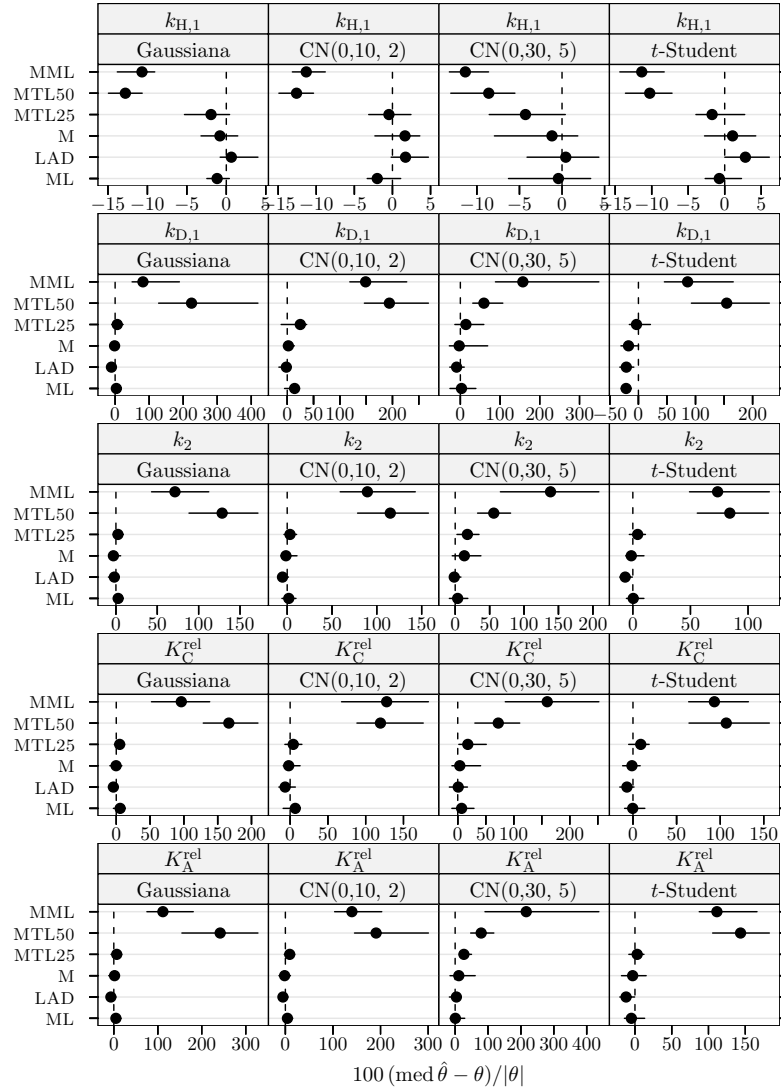 k_H,1 k_H,1 k_H,1 k_H,1
Gaussiana CN(0,10, 2) CN(0,30, 5) t-Student
MML
MTL50
MTL25
M
LAD
ML
−15 −10 −5 0 5 −15 −10 −5 0 5 −10 −5 0 5 −15 −10 −5 0 5
k_D,1 k_D,1 k_D,1 k_D,1
Gaussiana CN(0,10, 2) CN(0,30, 5) t-Student
MML
MTL50
MTL25
M
LAD
ML
0 100 200 300 400 0 50 100 200 0 100 200 300 −50 0 50 100 200
k_2 k_2 k_2 k_2
Gaussiana CN(0,10, 2) CN(0,30, 5) t-Student
MML
MTL50
MTL25
M
LAD
ML
0 50 100 150 0 50 100 150 0 50 100 150 200 0 50 100
K_C^rel K_C^rel K_C^rel K_C^rel
Gaussiana CN(0,10, 2) CN(0,30, 5) t-Student
MML
MTL50
MTL25
M
LAD
ML
0 50 100 150 200 0 50 100 150 0 50 100 200 0 50 100 150
K_A^rel K_A^rel K_A^rel K_A^rel
Gaussiana CN(0,10, 2) CN(0,30, 5) t-Student
MML
MTL50
MTL25
M
LAD
ML
0 100 200 300 0 100 200 300 0 100 200 300 400 0 50 100 150
100 (med θ̂ − θ)/|θ|